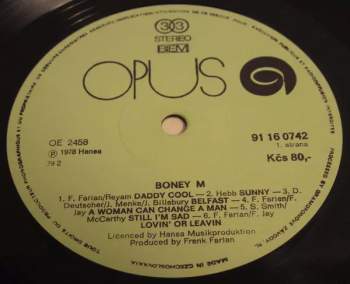 33
STEREO
BEM
OPUS
OE 2458
℗ 1978 Hansa
79 2
91 16 0742
1. strana
Kčs 80,-
BONEY M
1. F. Farian/Reyam DADDY COOL — 2. Hebb SUNNY — 3. D.
Deutscher/J. Menke/J. Billsbury BELFAST — 4. F. Farian/F.
Jay A WOMAN CAN CHANGE A MAN — 5. S. Smith/
McCarthy STILL I'M SAD — 6. F. Farian/F. Jay
LOVIN' OR LEAVIN
Licenced by Hansa Musikproduktion
Produced by Frank Farian
MADE IN CZECHOSLOVAKIA